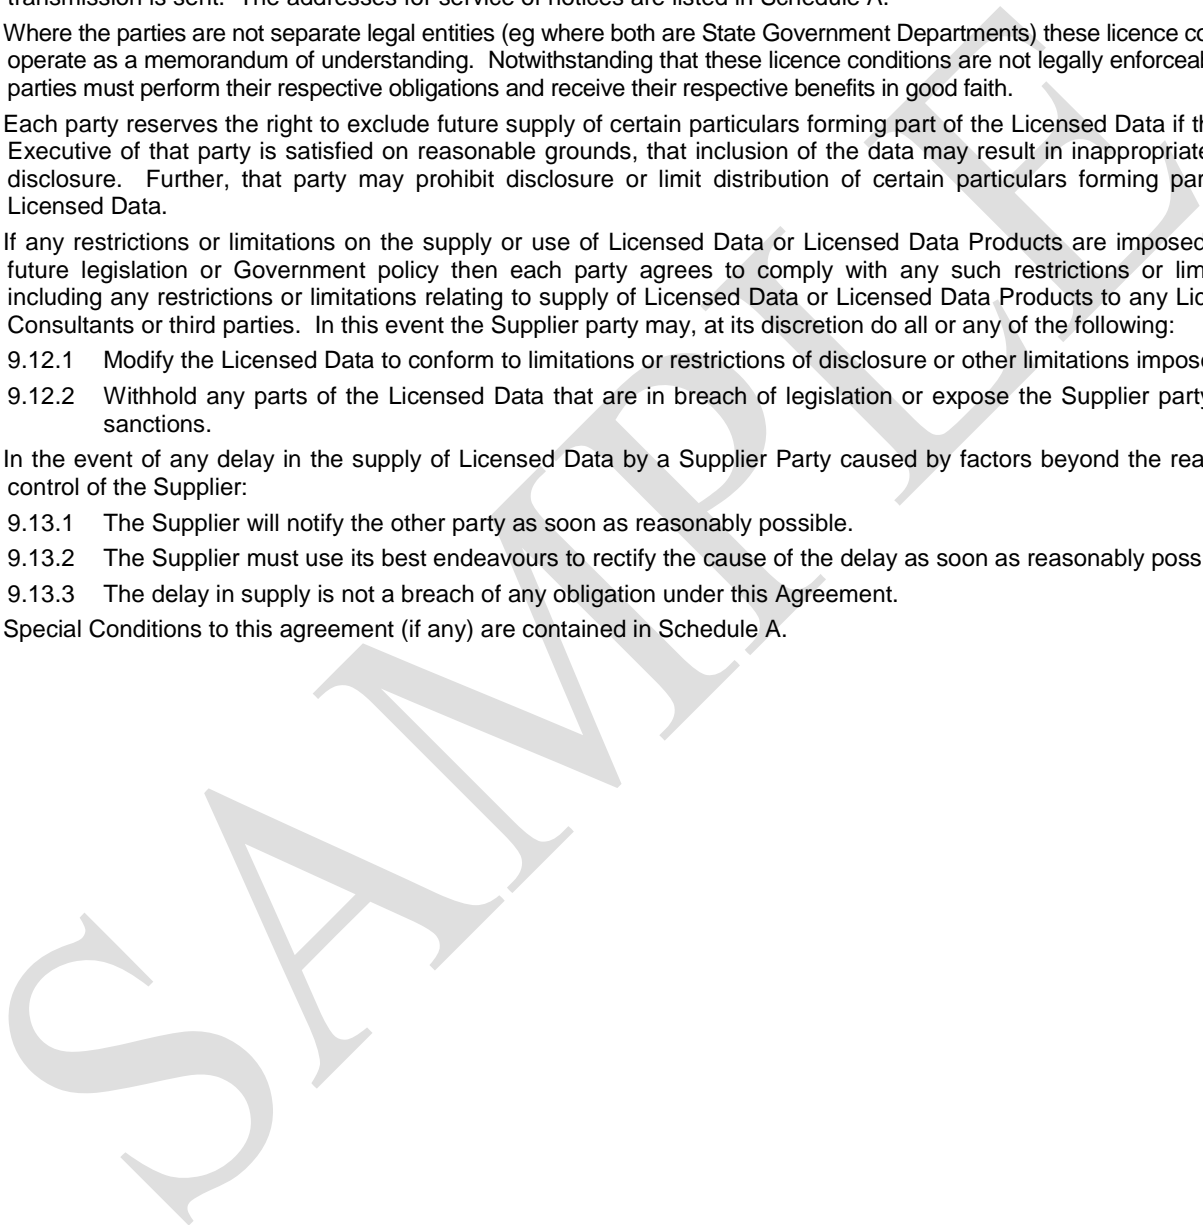 transmission is sent. The addresses for service of notices are listed in Schedule A.
Where the parties are not separate legal entities (eg where both are State Government Departments) these licence co
operate as a memorandum of understanding. Notwithstanding that these licence conditions are not legally enforceal
parties must perform their respective obligations and receive their respective benefits in good faith.
Each party reserves the right to exclude future supply of certain particulars forming part of the Licensed Data if th
Executive of that party is satisfied on reasonable grounds, that inclusion of the data may result in inappropriate
disclosure. Further, that party may prohibit disclosure or limit distribution of certain particulars forming par
Licensed Data.
If any restrictions or limitations on the supply or use of Licensed Data or Licensed Data Products are imposed
future legislation or Government policy then each party agrees to comply with any such restrictions or lim
including any restrictions or limitations relating to supply of Licensed Data or Licensed Data Products to any Lic
Consultants or third parties. In this event the Supplier party may, at its discretion do all or any of the following:
9.12.1 Modify the Licensed Data to conform to limitations or restrictions of disclosure or other limitations impose
9.12.2 Withhold any parts of the Licensed Data that are in breach of legislation or expose the Supplier party
sanctions.
In the event of any delay in the supply of Licensed Data by a Supplier Party caused by factors beyond the rea
control of the Supplier:
9.13.1 The Supplier will notify the other party as soon as reasonably possible.
9.13.2 The Supplier must use its best endeavours to rectify the cause of the delay as soon as reasonably poss
9.13.3 The delay in supply is not a breach of any obligation under this Agreement.
Special Conditions to this agreement (if any) are contained in Schedule A.
SAMPLE